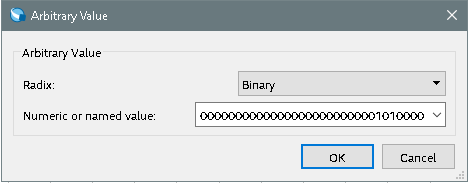 Arbitrary Value
Arbitrary Value
Radix:
Binary
Numeric or named value:
00000000000000000000000001010000
OK
Cancel